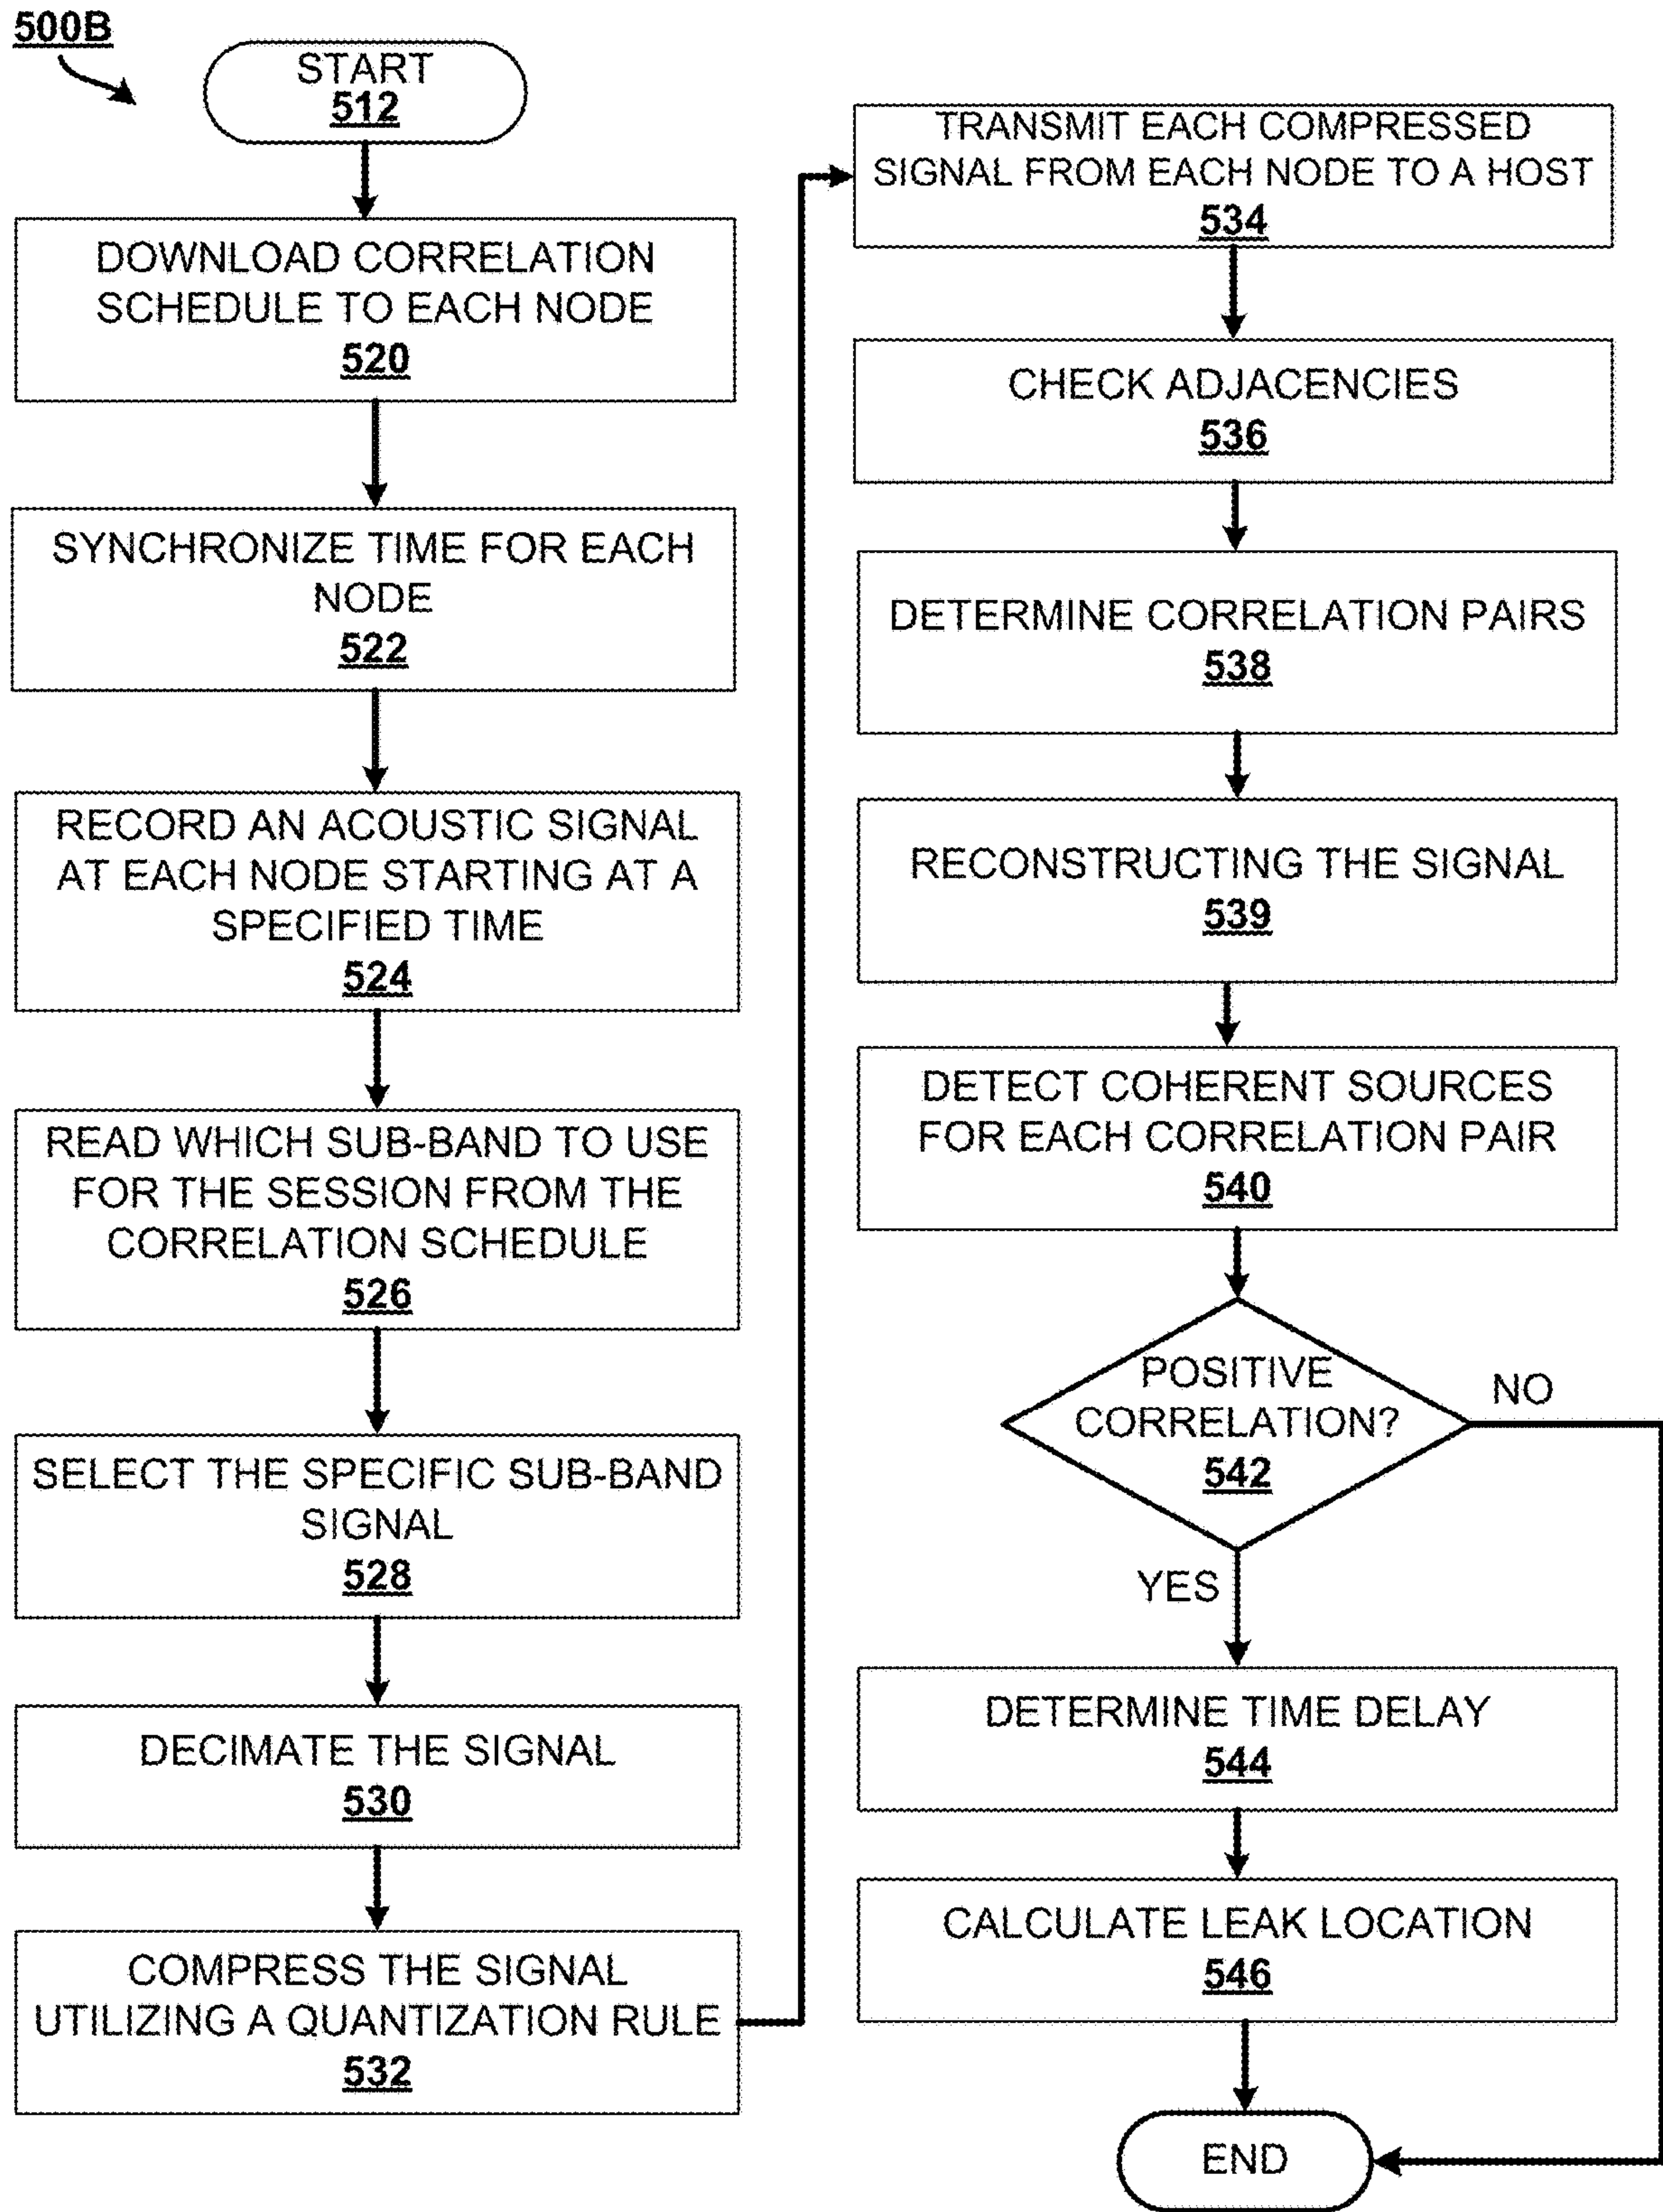 500B
START
512
DOWNLOAD CORRELATION
SCHEDULE TO EACH NODE
520
SYNCHRONIZE TIME FOR EACH
NODE
522
RECORD AN ACOUSTIC SIGNAL
AT EACH NODE STARTING AT A
SPECIFIED TIME
524
READ WHICH SUB-BAND TO USE
FOR THE SESSION FROM THE
CORRELATION SCHEDULE
526
SELECT THE SPECIFIC SUB-BAND
SIGNAL
528
DECIMATE THE SIGNAL
530
COMPRESS THE SIGNAL
UTILIZING A QUANTIZATION RULE
532
TRANSMIT EACH COMPRESSED
SIGNAL FROM EACH NODE TO A HOST
534
CHECK ADJACENCIES
536
DETERMINE CORRELATION PAIRS
538
RECONSTRUCTING THE SIGNAL
539
DETECT COHERENT SOURCES
FOR EACH CORRELATION PAIR
540
POSITIVE
CORRELATION?
542
NO
YES
DETERMINE TIME DELAY
544
CALCULATE LEAK LOCATION
546
END